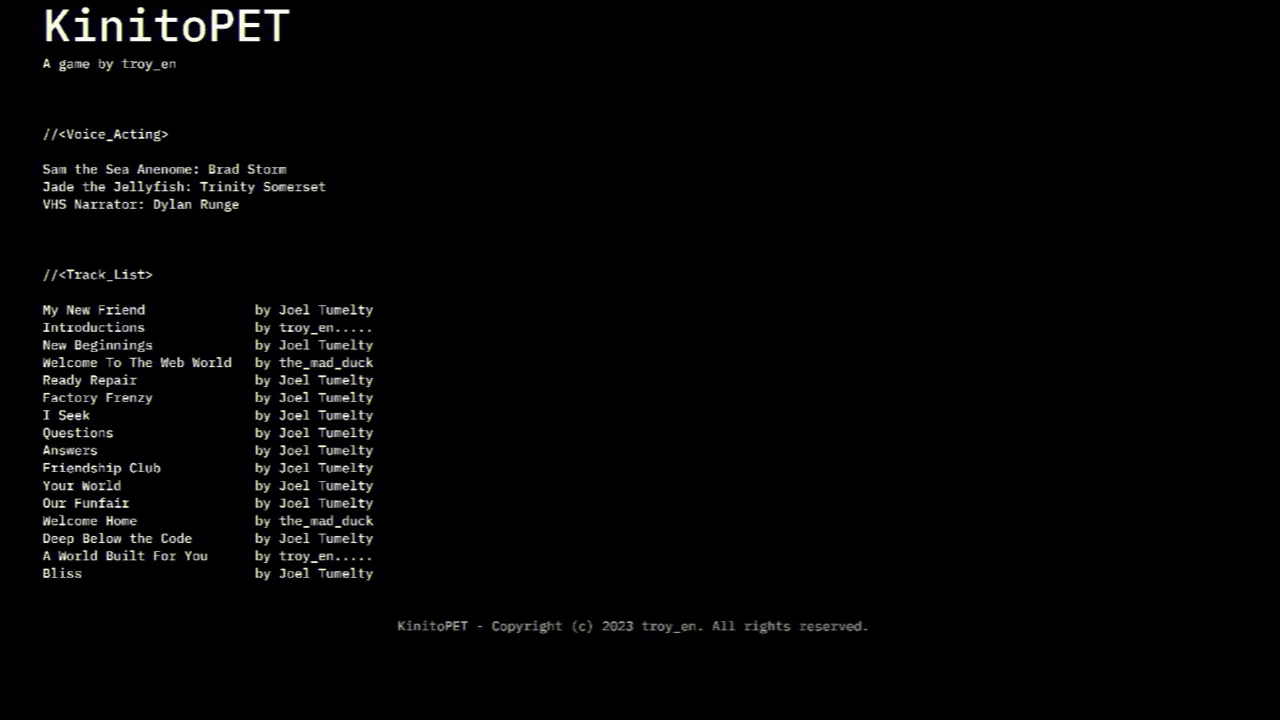 KinitoPET
A game by troy_en
//<Voice_Acting>
Sam the Sea Anenome: Brad Storm
Jade the Jellyfish: Trinity Somerset
VHS Narrator: Dylan Runge
//<Track_List>
My New Friend by Joel Tumelty
Introductions by troy_en.....
New Beginnings by Joel Tumelty
Welcome To The Web World by the_mad_duck
Ready Repair by Joel Tumelty
Factory Frenzy by Joel Tumelty
I Seek by Joel Tumelty
Questions by Joel Tumelty
Answers by Joel Tumelty
Friendship Club by Joel Tumelty
Your World by Joel Tumelty
Our Funfair by Joel Tumelty
Welcome Home by the_mad_duck
Deep Below the Code by Joel Tumelty
A World Built For You by troy_en.....
Bliss by Joel Tumelty
KinitoPET - Copyright (c) 2023 troy_en. All rights reserved.